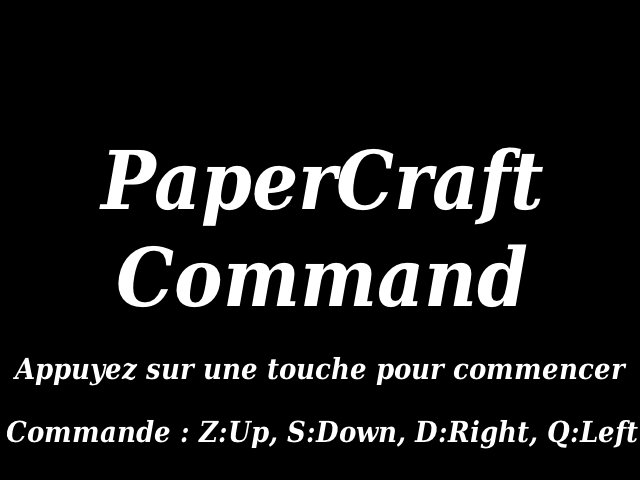 PaperCraft
Command
Appuyez sur une touche pour commencer
Commande : Z:Up, S:Down, D:Right, Q:Left